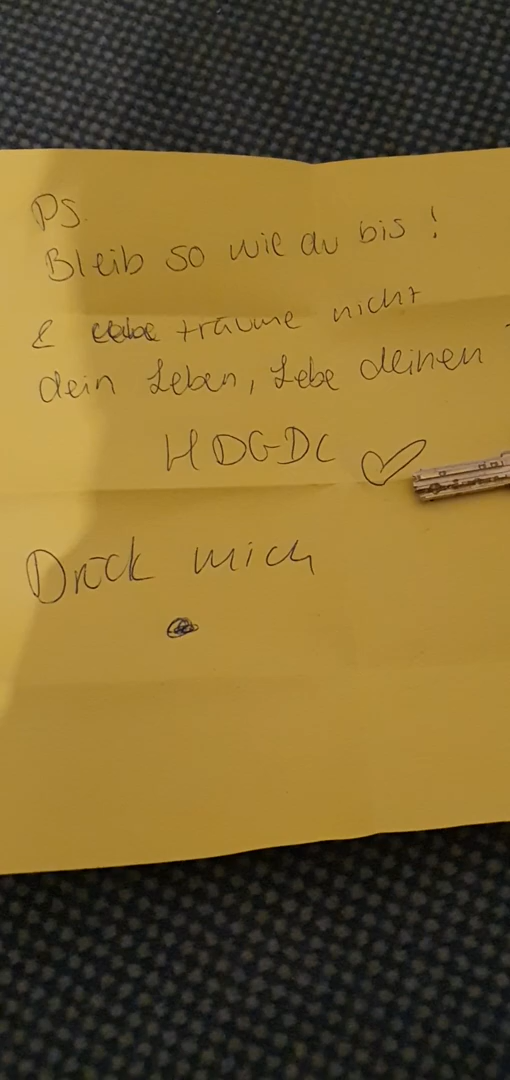 Ps.
Bleib so wie du bis !
& träume nicht
dein Leben, Lebe deinen
HDGDL
Drück mich